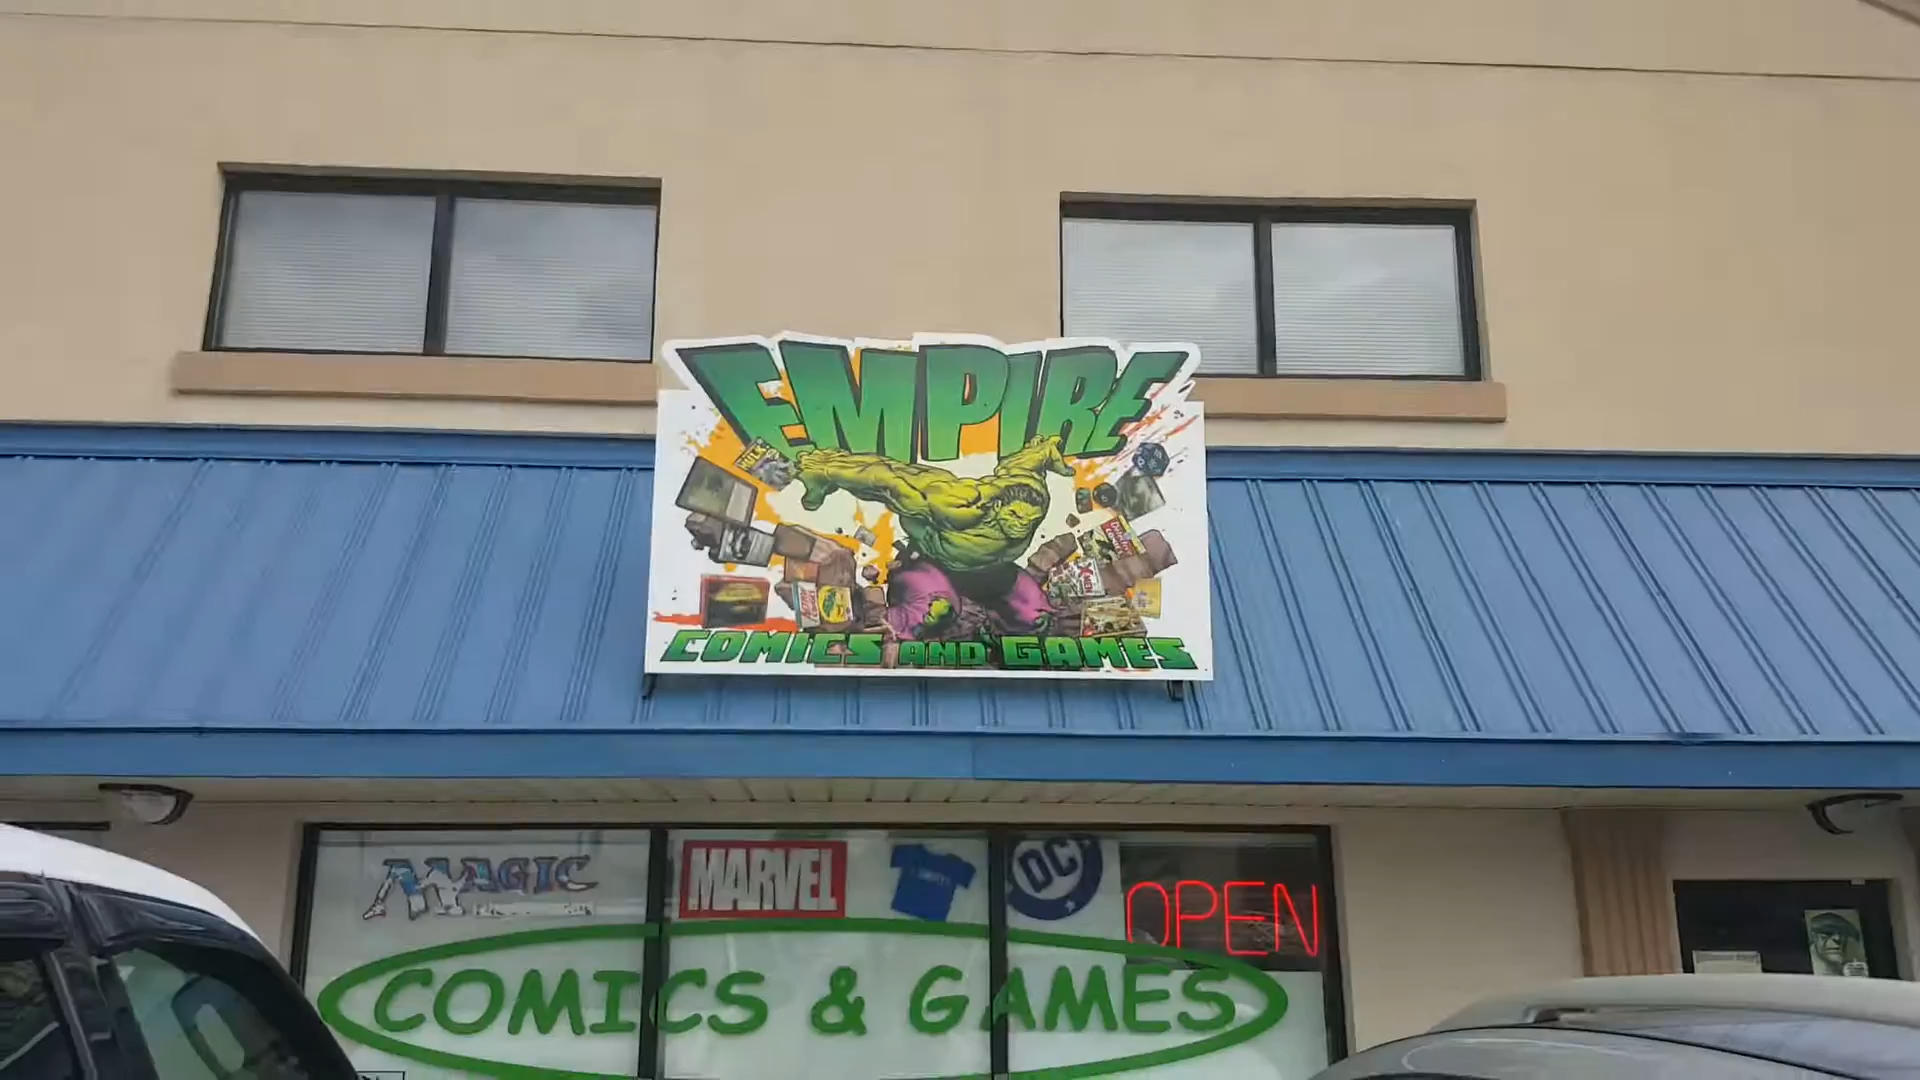 EMPIRE
COMICS AND GAMES
MAGIC
MARVEL
DC
OPEN
COMICS & GAMES